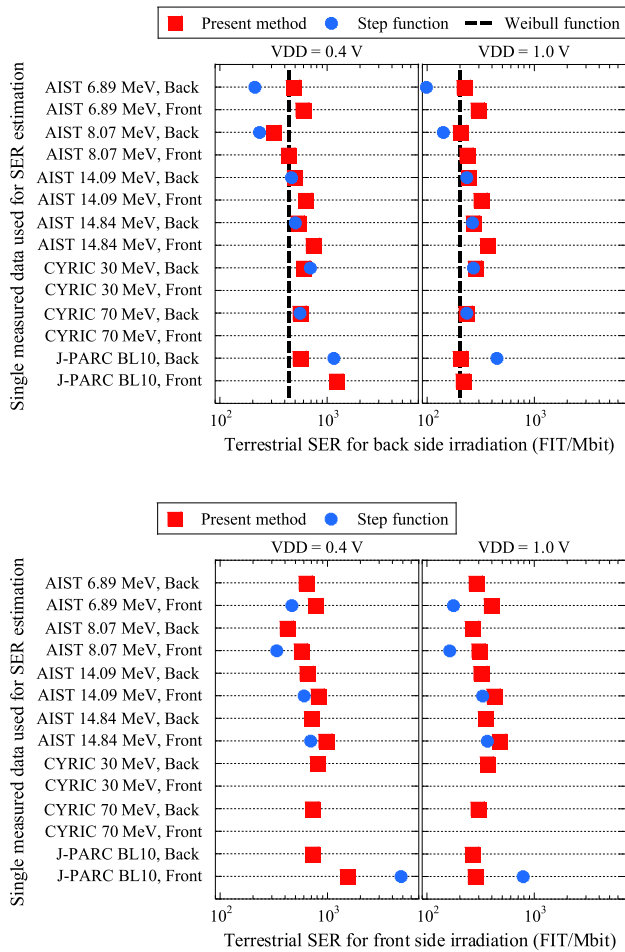 Present method Step function Weibull function
VDD = 0.4 V VDD = 1.0 V
Single measured data used for SER estimation
AIST 6.89 MeV, Back
AIST 6.89 MeV, Front
AIST 8.07 MeV, Back
AIST 8.07 MeV, Front
AIST 14.09 MeV, Back
AIST 14.09 MeV, Front
AIST 14.84 MeV, Back
AIST 14.84 MeV, Front
CYRIC 30 MeV, Back
CYRIC 30 MeV, Front
CYRIC 70 MeV, Back
CYRIC 70 MeV, Front
J-PARC BL10, Back
J-PARC BL10, Front
10² 10³ 10² 10³
Terrestrial SER for back side irradiation (FIT/Mbit)
Present method Step function
VDD = 0.4 V VDD = 1.0 V
Single measured data used for SER estimation
AIST 6.89 MeV, Back
AIST 6.89 MeV, Front
AIST 8.07 MeV, Back
AIST 8.07 MeV, Front
AIST 14.09 MeV, Back
AIST 14.09 MeV, Front
AIST 14.84 MeV, Back
AIST 14.84 MeV, Front
CYRIC 30 MeV, Back
CYRIC 30 MeV, Front
CYRIC 70 MeV, Back
CYRIC 70 MeV, Front
J-PARC BL10, Back
J-PARC BL10, Front
10² 10³ 10² 10³
Terrestrial SER for front side irradiation (FIT/Mbit)